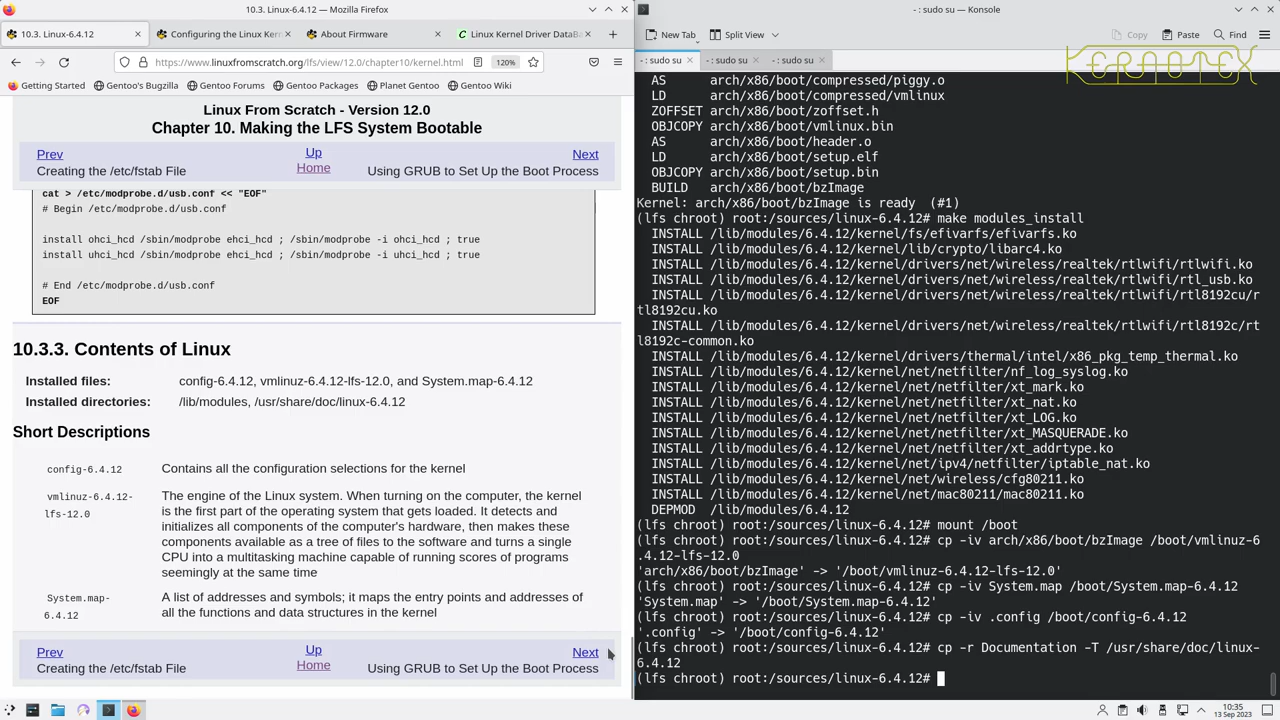 10.3. Linux-6.4.12 — Mozilla Firefox
10.3. Linux-6.4.12
Configuring the Linux Kerne
About Firmware
Linux Kernel Driver DataBa
https://www.linuxfromscratch.org/lfs/view/12.0/chapter10/kernel.html
120%
Getting Started
Gentoo's Bugzilla
Gentoo Forums
Gentoo Packages
Planet Gentoo
Gentoo Wiki
Linux From Scratch - Version 12.0
Chapter 10. Making the LFS System Bootable
Prev
Up
Next
Creating the /etc/fstab File
Home
Using GRUB to Set Up the Boot Process
cat > /etc/modprobe.d/usb.conf << "EOF"
# Begin /etc/modprobe.d/usb.conf
install ohci_hcd /sbin/modprobe ehci_hcd ; /sbin/modprobe -i ohci_hcd ; true
install uhci_hcd /sbin/modprobe ehci_hcd ; /sbin/modprobe -i uhci_hcd ; true
# End /etc/modprobe.d/usb.conf
EOF
10.3.3. Contents of Linux
Installed files: config-6.4.12, vmlinuz-6.4.12-lfs-12.0, and System.map-6.4.12
Installed directories: /lib/modules, /usr/share/doc/linux-6.4.12
Short Descriptions
config-6.4.12 Contains all the configuration selections for the kernel
vmlinuz-6.4.12-
lfs-12.0
The engine of the Linux system. When turning on the computer, the kernel
is the first part of the operating system that gets loaded. It detects and
initializes all components of the computer's hardware, then makes these
components available as a tree of files to the software and turns a single
CPU into a multitasking machine capable of running scores of programs
seemingly at the same time
System.map-
6.4.12
A list of addresses and symbols; it maps the entry points and addresses of
all the functions and data structures in the kernel
Prev
Up
Next
Creating the /etc/fstab File
Home
Using GRUB to Set Up the Boot Process
- : sudo su — Konsole
New Tab
Split View
Copy
Paste
Find
- : sudo su
- : sudo su
- : sudo su
KERNOTEX
AS arch/x86/boot/compressed/piggy.o
LD arch/x86/boot/compressed/vmlinux
ZOFFSET arch/x86/boot/zoffset.h
OBJCOPY arch/x86/boot/vmlinux.bin
AS arch/x86/boot/header.o
LD arch/x86/boot/setup.elf
OBJCOPY arch/x86/boot/setup.bin
BUILD arch/x86/boot/bzImage
Kernel: arch/x86/boot/bzImage is ready (#1)
(lfs chroot) root:/sources/linux-6.4.12# make modules_install
INSTALL /lib/modules/6.4.12/kernel/fs/efivarfs/efivarfs.ko
INSTALL /lib/modules/6.4.12/kernel/lib/crypto/libarc4.ko
INSTALL /lib/modules/6.4.12/kernel/drivers/net/wireless/realtek/rtlwifi/rtlwifi.ko
INSTALL /lib/modules/6.4.12/kernel/drivers/net/wireless/realtek/rtlwifi/rtl_usb.ko
INSTALL /lib/modules/6.4.12/kernel/drivers/net/wireless/realtek/rtlwifi/rtl8192cu/r
tl8192cu.ko
INSTALL /lib/modules/6.4.12/kernel/drivers/net/wireless/realtek/rtlwifi/rtl8192c/rt
l8192c-common.ko
INSTALL /lib/modules/6.4.12/kernel/drivers/thermal/intel/x86_pkg_temp_thermal.ko
INSTALL /lib/modules/6.4.12/kernel/net/netfilter/nf_log_syslog.ko
INSTALL /lib/modules/6.4.12/kernel/net/netfilter/xt_mark.ko
INSTALL /lib/modules/6.4.12/kernel/net/netfilter/xt_nat.ko
INSTALL /lib/modules/6.4.12/kernel/net/netfilter/xt_LOG.ko
INSTALL /lib/modules/6.4.12/kernel/net/netfilter/xt_MASQUERADE.ko
INSTALL /lib/modules/6.4.12/kernel/net/netfilter/xt_addrtype.ko
INSTALL /lib/modules/6.4.12/kernel/net/ipv4/netfilter/iptable_nat.ko
INSTALL /lib/modules/6.4.12/kernel/net/wireless/cfg80211.ko
INSTALL /lib/modules/6.4.12/kernel/net/mac80211/mac80211.ko
DEPMOD /lib/modules/6.4.12
(lfs chroot) root:/sources/linux-6.4.12# mount /boot
(lfs chroot) root:/sources/linux-6.4.12# cp -iv arch/x86/boot/bzImage /boot/vmlinuz-6
.4.12-lfs-12.0
'arch/x86/boot/bzImage' -> '/boot/vmlinuz-6.4.12-lfs-12.0'
(lfs chroot) root:/sources/linux-6.4.12# cp -iv System.map /boot/System.map-6.4.12
'System.map' -> '/boot/System.map-6.4.12'
(lfs chroot) root:/sources/linux-6.4.12# cp -iv .config /boot/config-6.4.12
'.config' -> '/boot/config-6.4.12'
(lfs chroot) root:/sources/linux-6.4.12# cp -r Documentation -T /usr/share/doc/linux-
6.4.12
(lfs chroot) root:/sources/linux-6.4.12#
10:35
13 Sep 2023